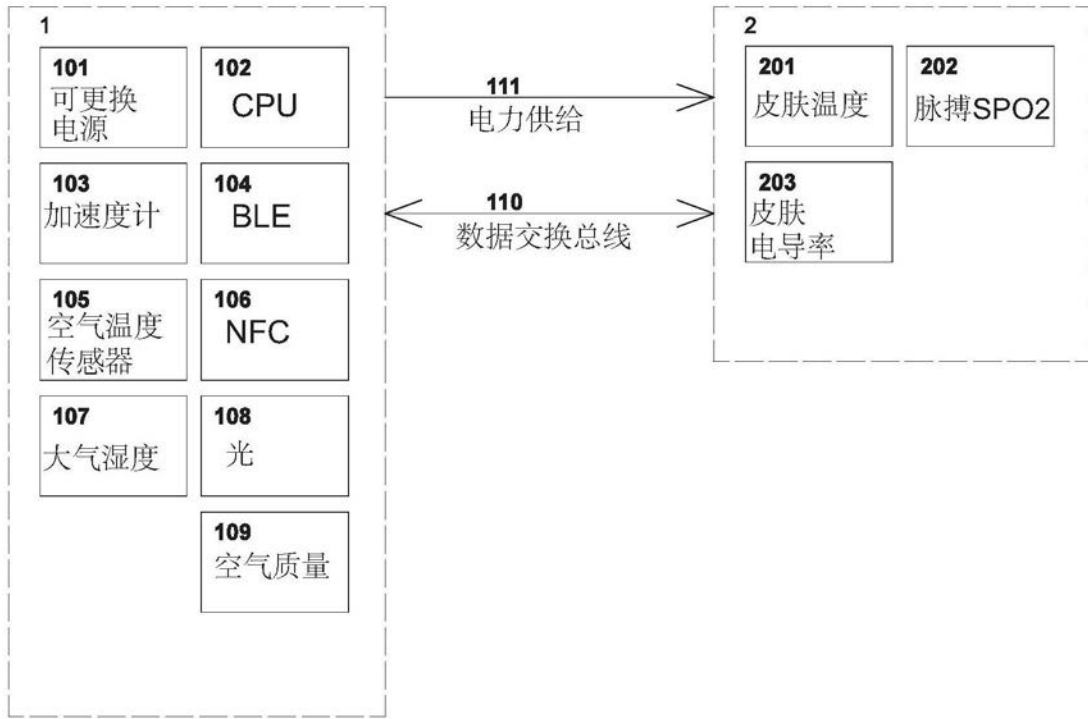 1
101
可更换
电源
102
CPU
103
加速度计
104
BLE
105
空气温度
传感器
106
NFC
107
大气湿度
108
光
109
空气质量
111
电力供给
110
数据交换总线
2
201
皮肤温度
202
脉搏SPO2
203
皮肤
电导率